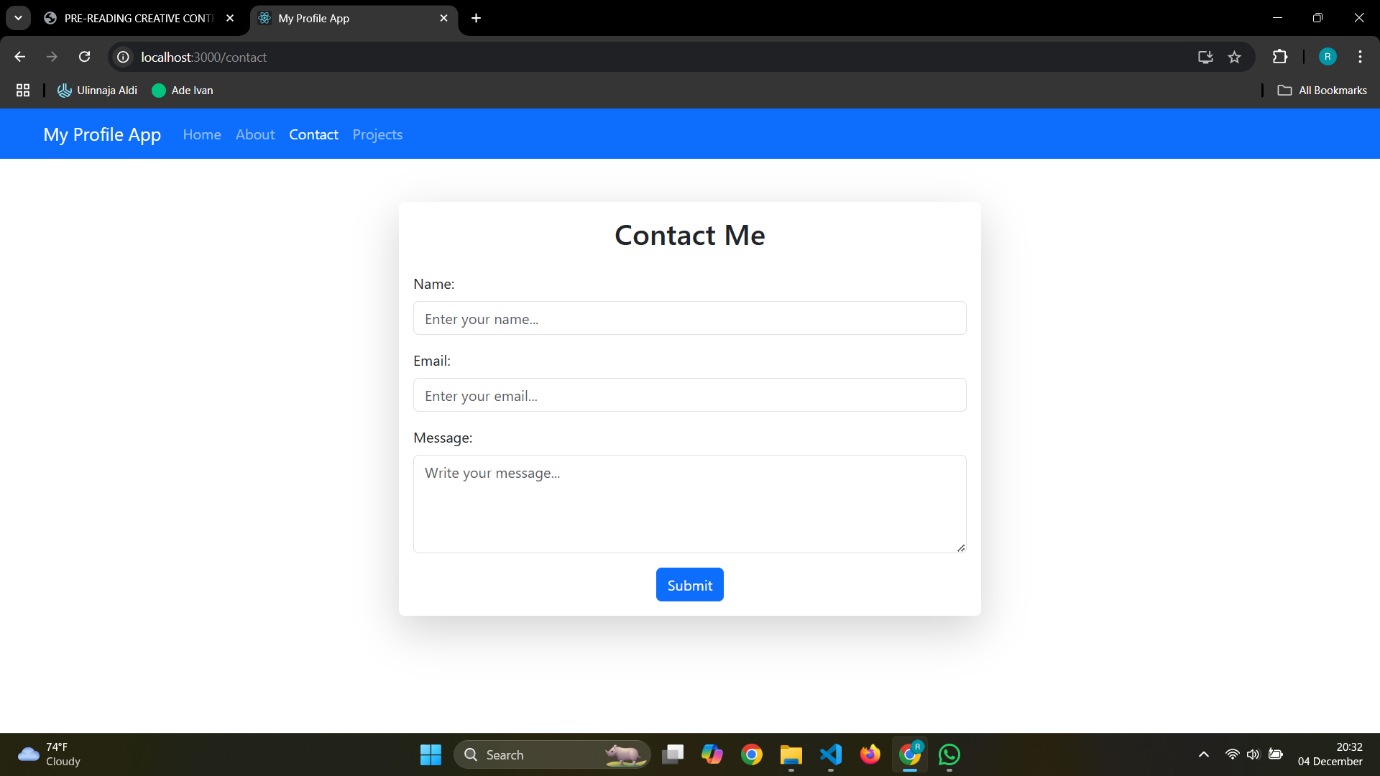 PRE-READING CREATIVE CONT
My Profile App
localhost:3000/contact
R
Ulinnaja Aldi
Ade Ivan
All Bookmarks
My Profile App
Home
About
Contact
Projects
Contact Me
Name:
Enter your name...
Email:
Enter your email...
Message:
Write your message...
Submit
74°F
Cloudy
Search
R
20:32
04 December